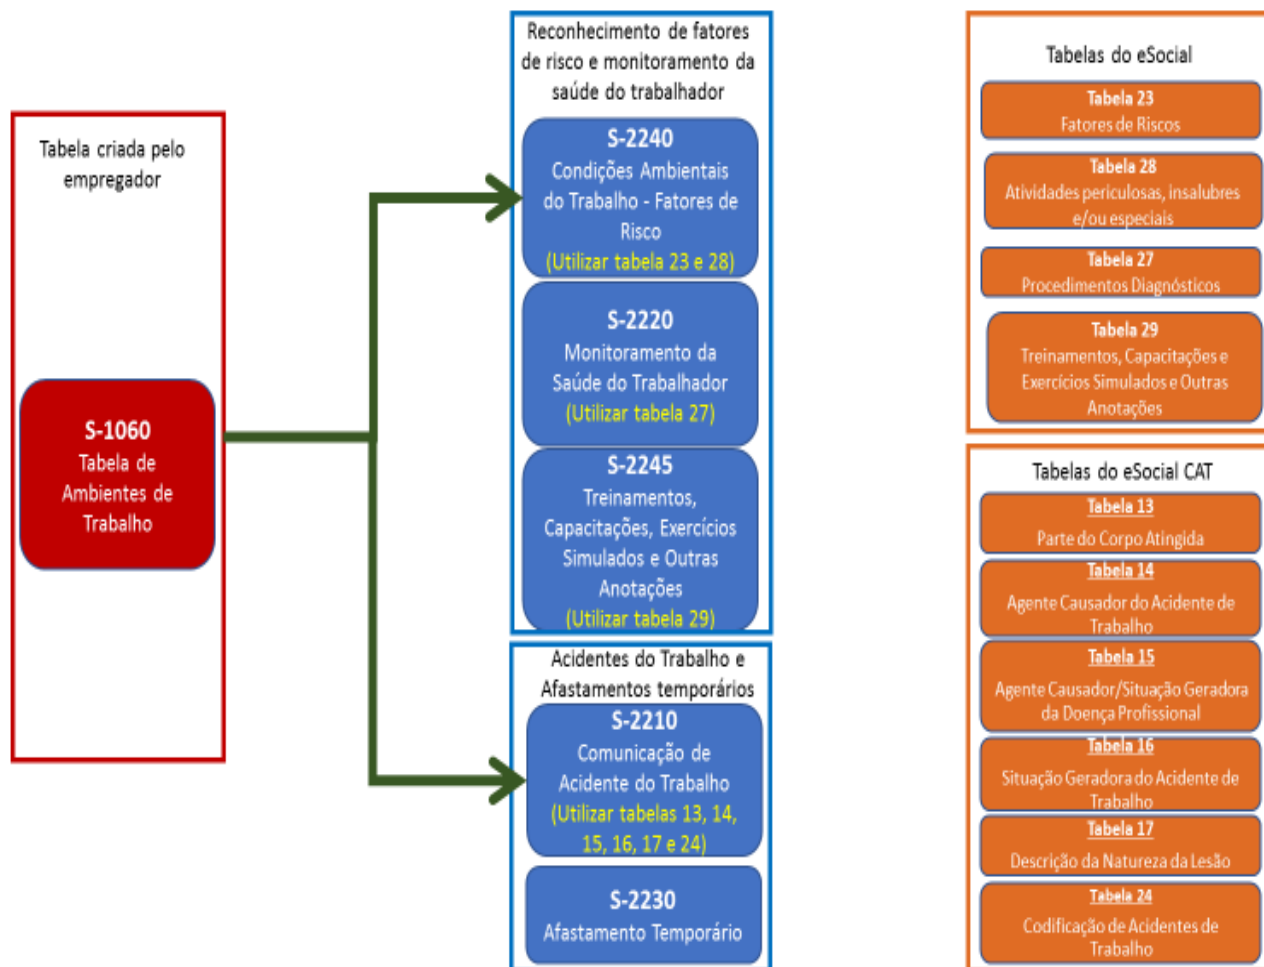 Tabela criada pelo
empregador
S-1060
Tabela de
Ambientes de
Trabalho
Reconhecimento de fatores
de risco e monitoramento da
saúde do trabalhador
S-2240
Condições Ambientais
do Trabalho - Fatores de
Risco
(Utilizar tabela 23 e 28)
S-2220
Monitoramento da
Saúde do Trabalhador
(Utilizar tabela 27)
S-2245
Treinamentos,
Capacitações, Exercícios
Simulados e Outras
Anotações
(Utilizar tabela 29)
Acidentes do Trabalho e
Afastamentos temporários
S-2210
Comunicação de
Acidente do Trabalho
(Utilizar tabelas 13, 14,
15, 16, 17 e 24)
S-2230
Afastamento Temporário
Tabelas do eSocial
Tabela 23
Fatores de Riscos
Tabela 28
Atividades periculosas, insalubres
e/ou especiais
Tabela 27
Procedimentos Diagnósticos
Tabela 29
Treinamentos, Capacitações e
Exercícios Simulados e Outras
Anotações
Tabelas do eSocial CAT
Tabela 13
Parte do Corpo Atingida
Tabela 14
Agente Causador do Acidente de
Trabalho
Tabela 15
Agente Causador/Situação Geradora
da Doença Profissional
Tabela 16
Situação Geradora do Acidente de
Trabalho
Tabela 17
Descrição da Natureza da Lesão
Tabela 24
Codificação de Acidentes de
Trabalho